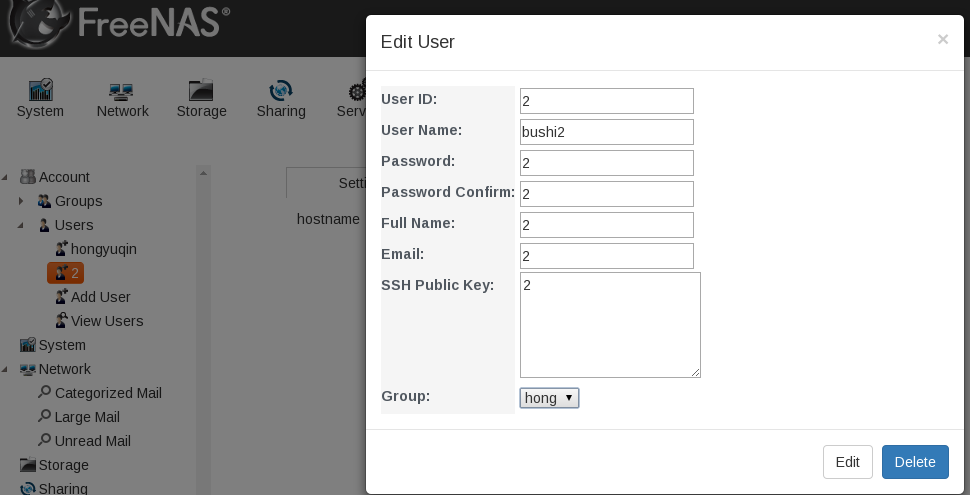 FreeNAS®
System
Network
Storage
Sharing
Serv
Account
Groups
Users
hongyuqin
2
Add User
View Users
System
Network
Categorized Mail
Large Mail
Unread Mail
Storage
Sharing
Setti
hostname
Edit User
×
User ID: 2
User Name: bushi2
Password: 2
Password Confirm: 2
Full Name: 2
Email: 2
SSH Public Key: 2
Group: hong
Edit Delete